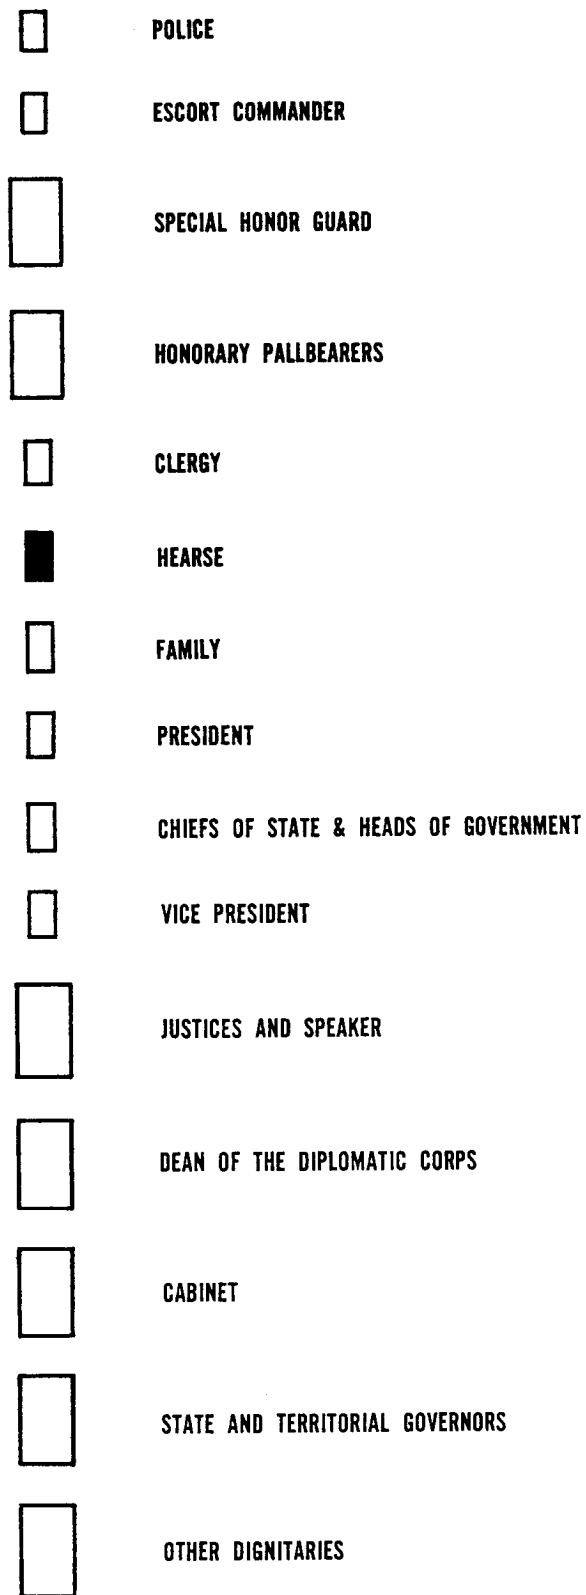 POLICE
ESCORT COMMANDER
SPECIAL HONOR GUARD
HONORARY PALLBEARERS
CLERGY
HEARSE
FAMILY
PRESIDENT
CHIEFS OF STATE & HEADS OF GOVERNMENT
VICE PRESIDENT
JUSTICES AND SPEAKER
DEAN OF THE DIPLOMATIC CORPS
CABINET
STATE AND TERRITORIAL GOVERNORS
OTHER DIGNITARIES